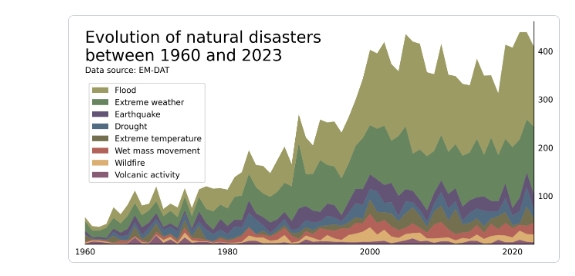 Evolution of natural disasters
between 1960 and 2023
Data source: EM-DAT
Flood
Extreme weather
Earthquake
Drought
Extreme temperature
Wet mass movement
Wildfire
Volcanic activity
400
300
200
100
1960
1980
2000
2020